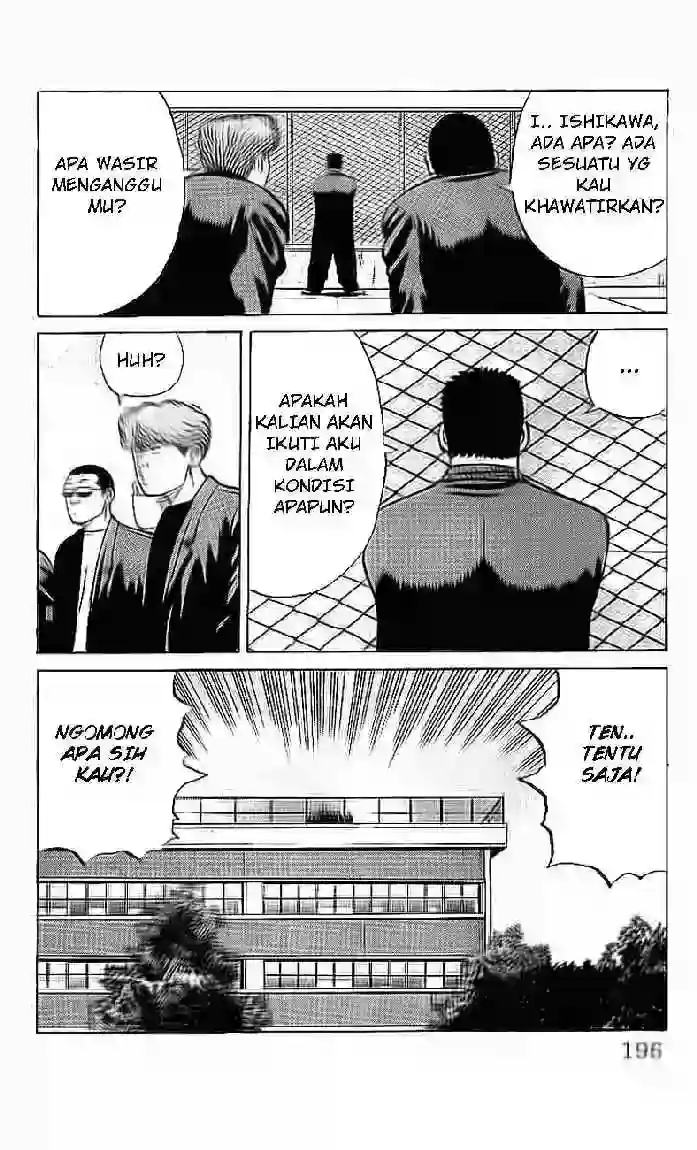 I.. ISHIKAWA,
ADA APA? ADA
SESUATU YG
KAU
KHAWATIRKAN?
APA WASIR
MENGANGGU
MU?
...
APAKAH
KALIAN AKAN
IKUTI AKU
DALAM
KONDISI
APAPUN?
HUH?
TEN..
TENTU
SAJA!
NGOMONG
APA SIH
KAU?!
196